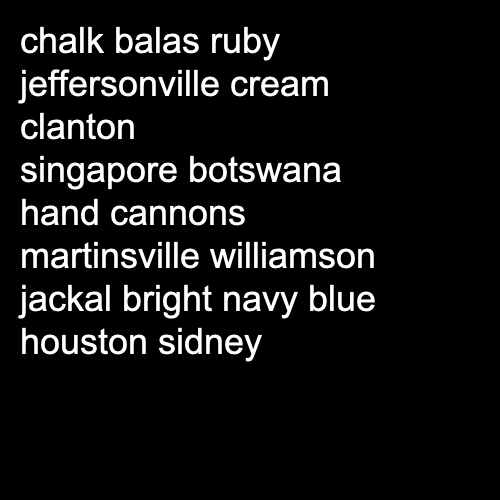 chalk balas ruby
jeffersonville cream
clanton
singapore botswana
hand cannons
martinsville williamson
jackal bright navy blue
houston sidney